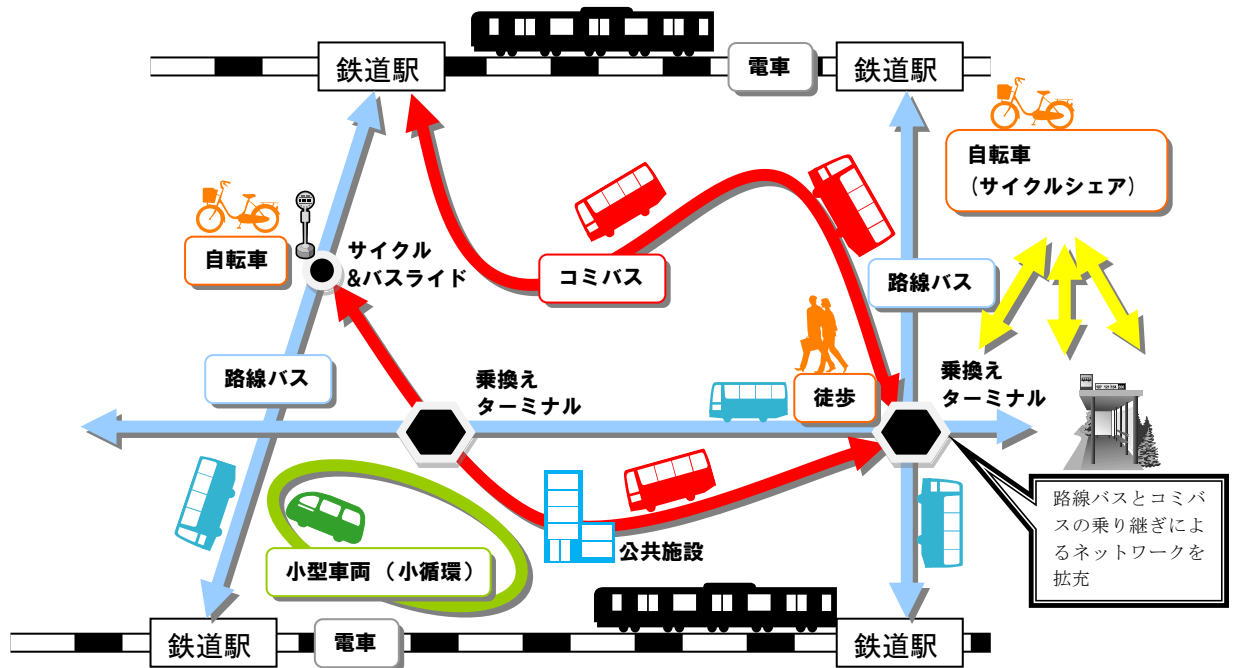 鉄道駅
電車
鉄道駅
自転車
（サイクルシェア）
自転車
サイクル
&バスライド
コミバス
路線バス
路線バス
乗換え
ターミナル
徒歩
乗換え
ターミナル
路線バスとコミバ
スの乗り継ぎによ
るネットワークを
拡充
公共施設
小型車両 （小循環）
鉄道駅
電車
鉄道駅